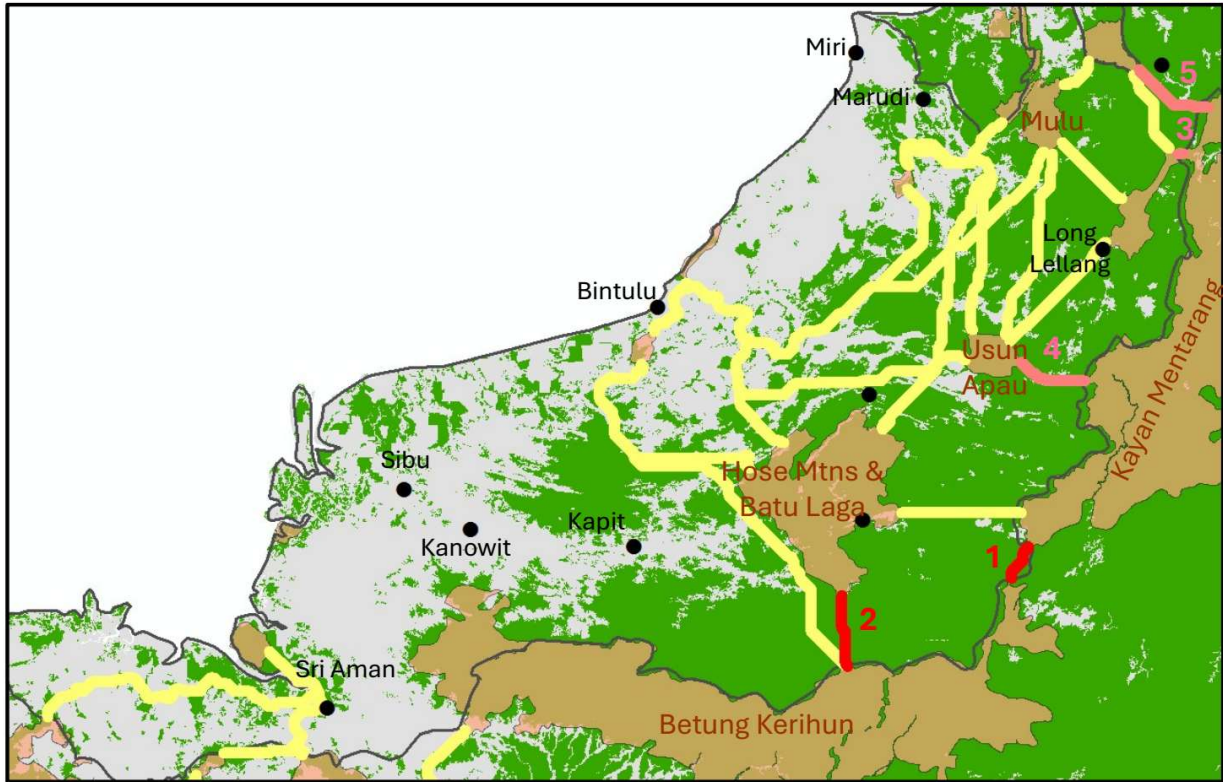 Miri
5
Marudi
Mulu
3
Long
Lellang
Bintulu
Usun
Apau
4
Kayan Mentarang
Sibu
Hose Mtns &
Batu Laga
Kapit
Kanowit
1
2
Sri Aman
Betung Kerihun